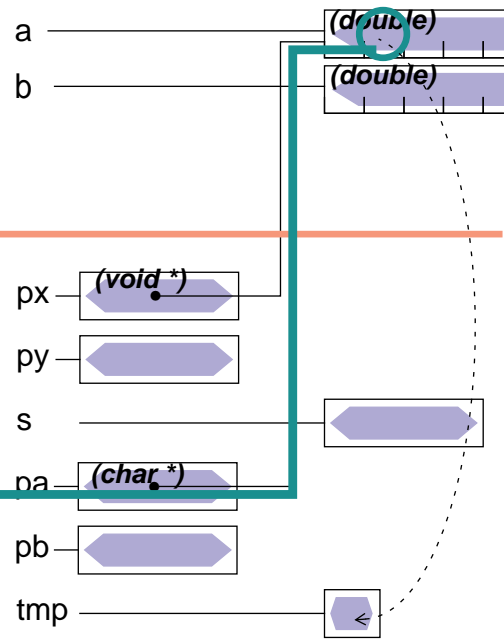 a (double)
b (double)
px (void *)
py
s
pa (char *)
pb
tmp